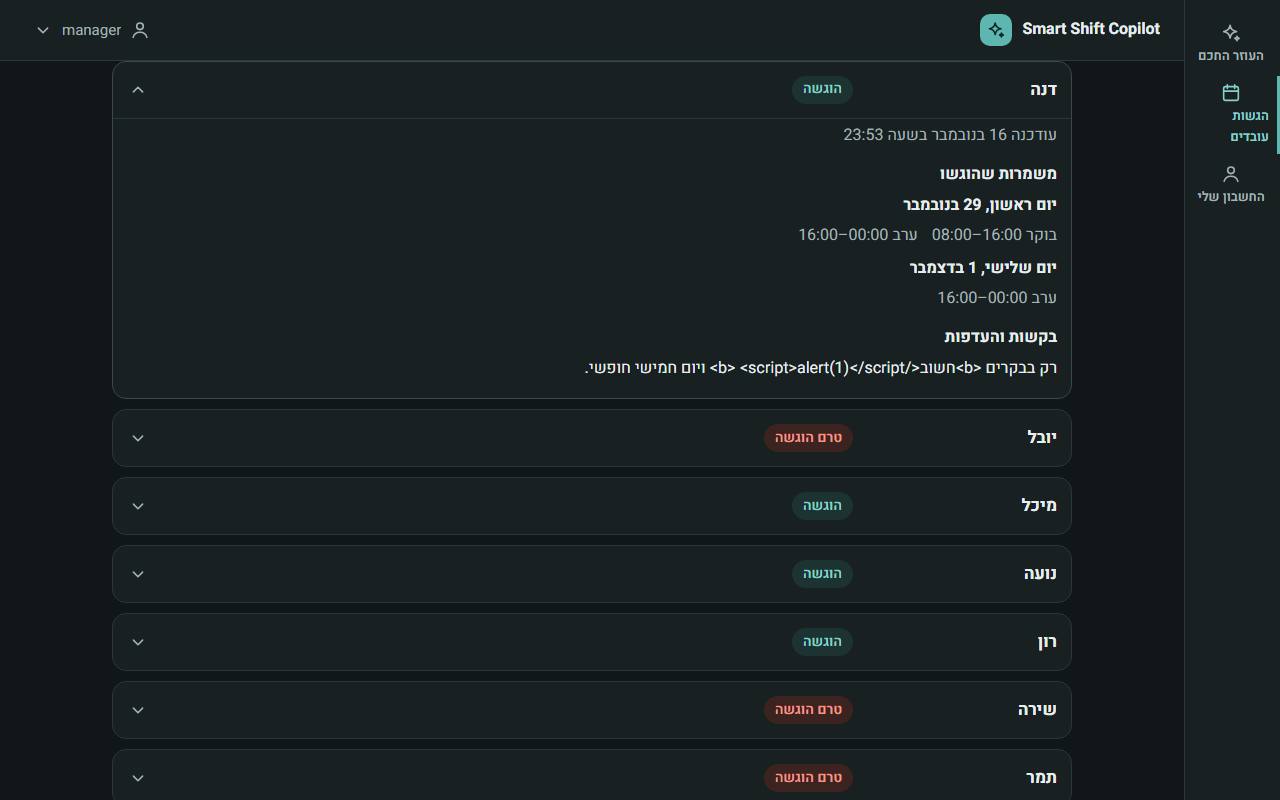 Smart Shift Copilot
manager
העוזר החכם
הגשות
עובדים
החשבון שלי
דנה
הוגשה
עודכנה 16 בנובמבר בשעה 23:53
משמרות שהוגשו
יום ראשון, 29 בנובמבר
בוקר 08:00–16:00 ערב 16:00–00:00
יום שלישי, 1 בדצמבר
ערב 16:00–00:00
בקשות והעדפות
רק בבקרים <b>חשוב</b> <script>alert(1)</script> ויום חמישי חופשי.
יובל
טרם הוגשה
מיכל
הוגשה
נועה
הוגשה
רון
הוגשה
שירה
טרם הוגשה
תמר
טרם הוגשה